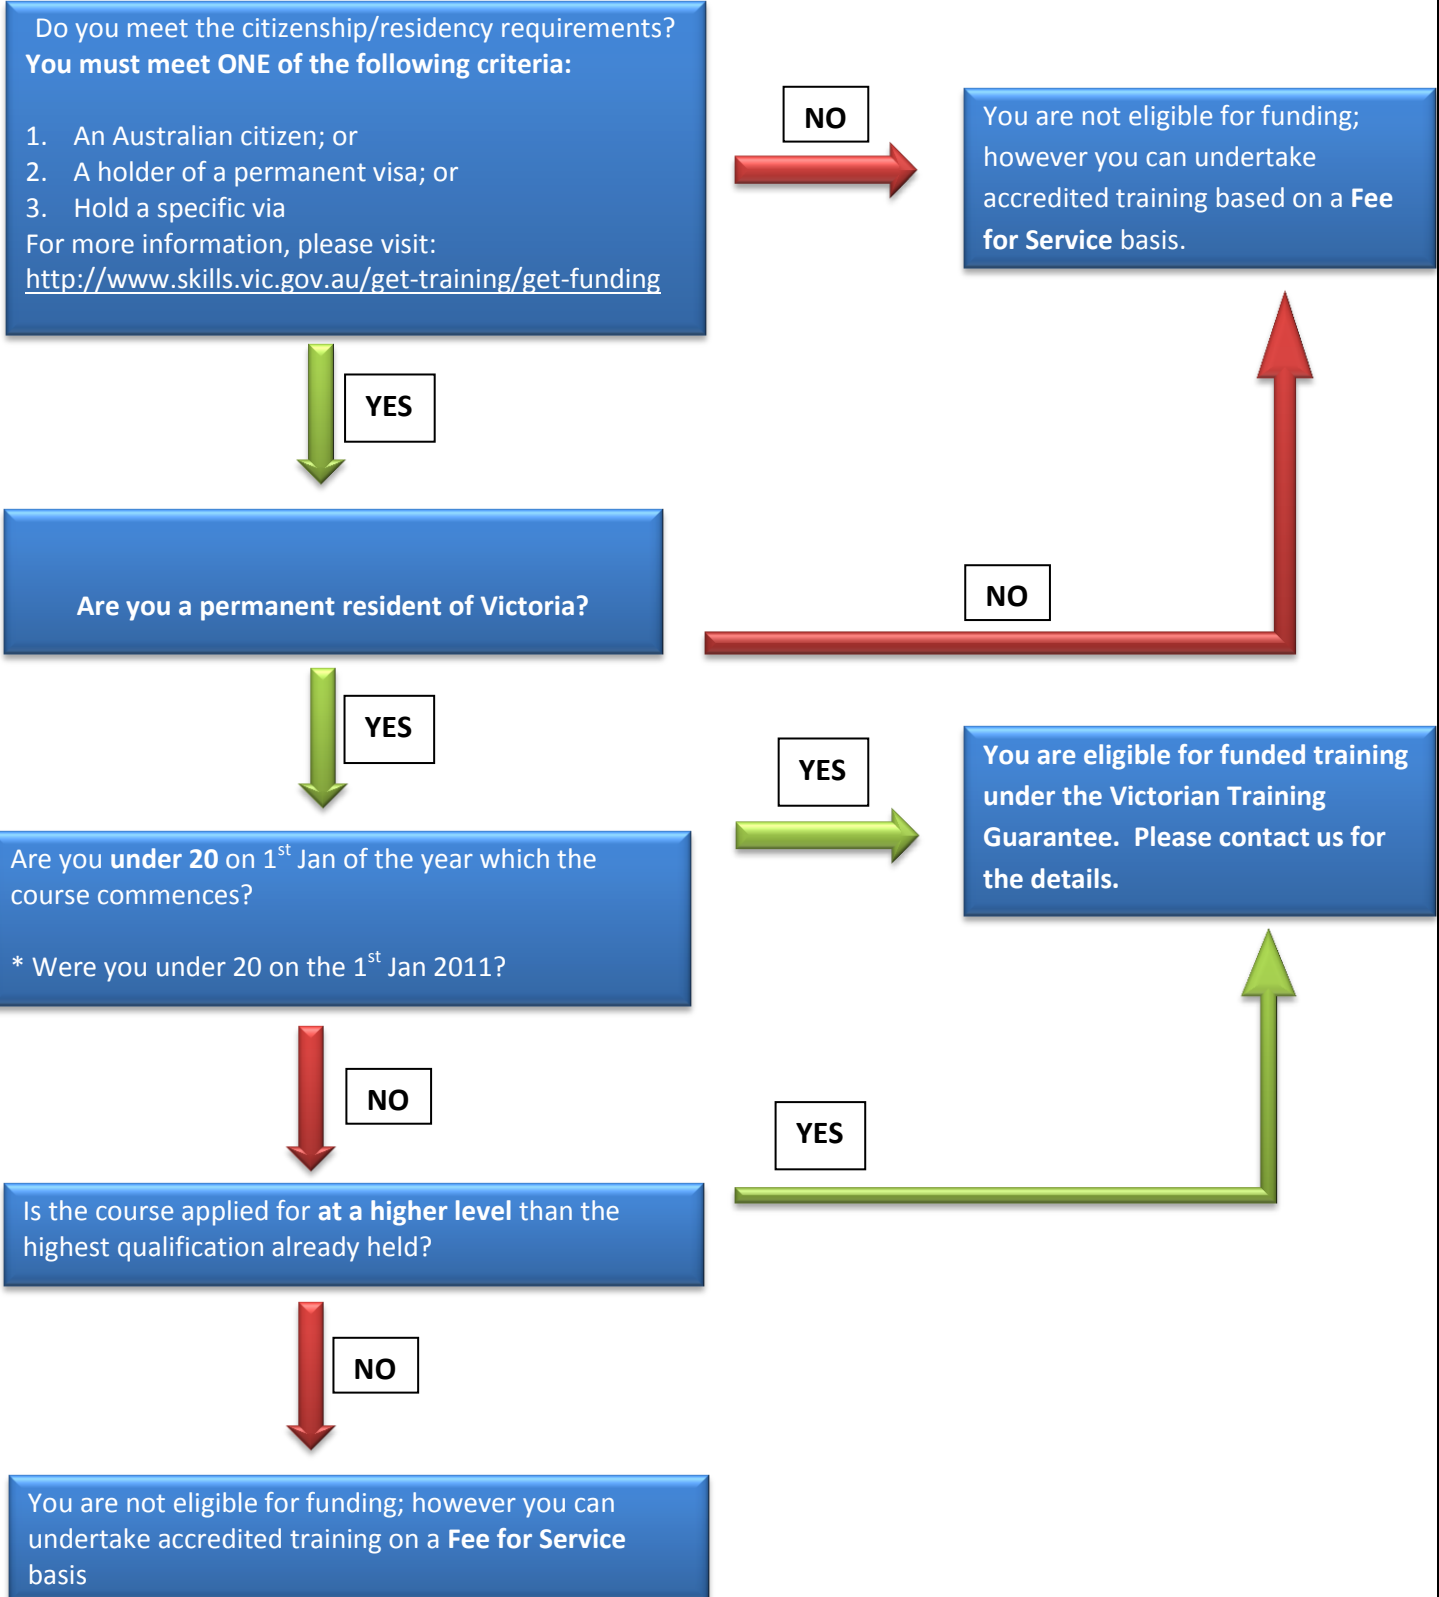 Do you meet the citizenship/residency requirements?
You must meet ONE of the following criteria:
1. An Australian citizen; or
2. A holder of a permanent visa; or
3. Hold a specific via
For more information, please visit:
http://www.skills.vic.gov.au/get-training/get-funding
NO
You are not eligible for funding;
however you can undertake
accredited training based on a Fee
for Service basis.
YES
Are you a permanent resident of Victoria?
NO
YES
YES
You are eligible for funded training
under the Victorian Training
Guarantee. Please contact us for
the details.
Are you under 20 on 1st Jan of the year which the
course commences?
* Were you under 20 on the 1st Jan 2011?
NO
YES
Is the course applied for at a higher level than the
highest qualification already held?
NO
You are not eligible for funding; however you can
undertake accredited training on a Fee for Service
basis